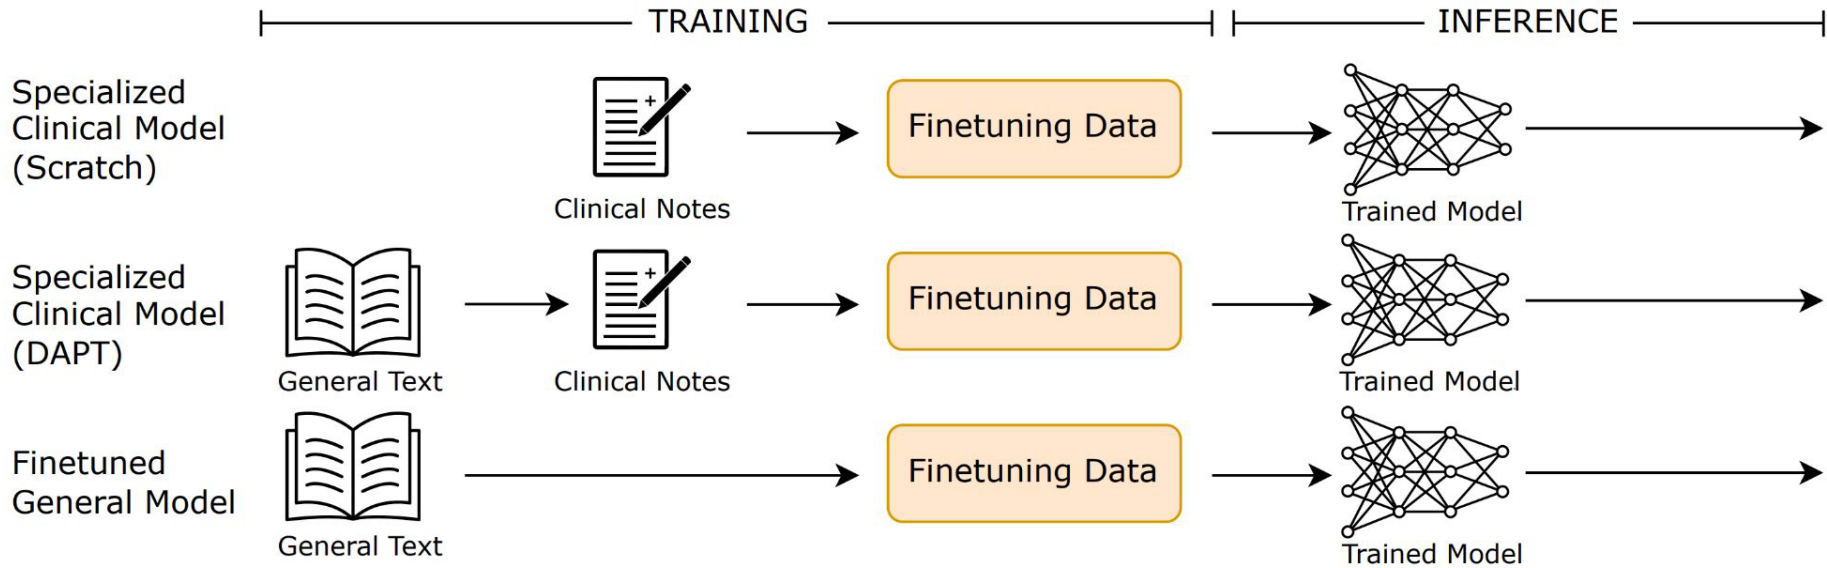 TRAINING
INFERENCE
Specialized
Clinical Model
(Scratch)
Clinical Notes
Finetuning Data
Trained Model
Specialized
Clinical Model
(DAPT)
General Text
Clinical Notes
Finetuning Data
Trained Model
Finetuned
General Model
General Text
Finetuning Data
Trained Model